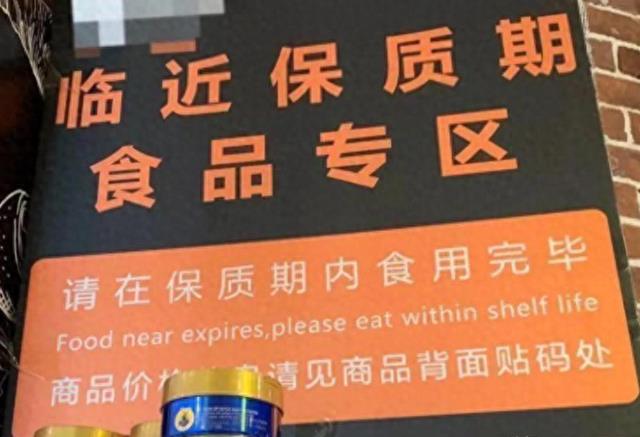 临近保质期
食品专区
请在保质期内食用完毕
Food near expires,please eat within shelf life
商品价 请见商品背面贴码处